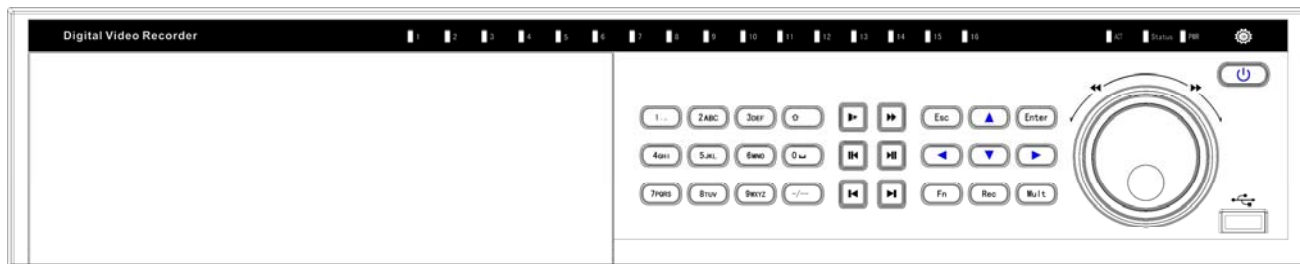 Digital Video Recorder 1 2 3 4 5 6 7 8 9 10 11 12 13 14 15 16 ACT Status PWR
1 2ABC 3DEF Esc Enter
4GHI 5JKL 6MNO 0
7PQRS 8TUV 9WXYZ -/-- Fn Rec Mult